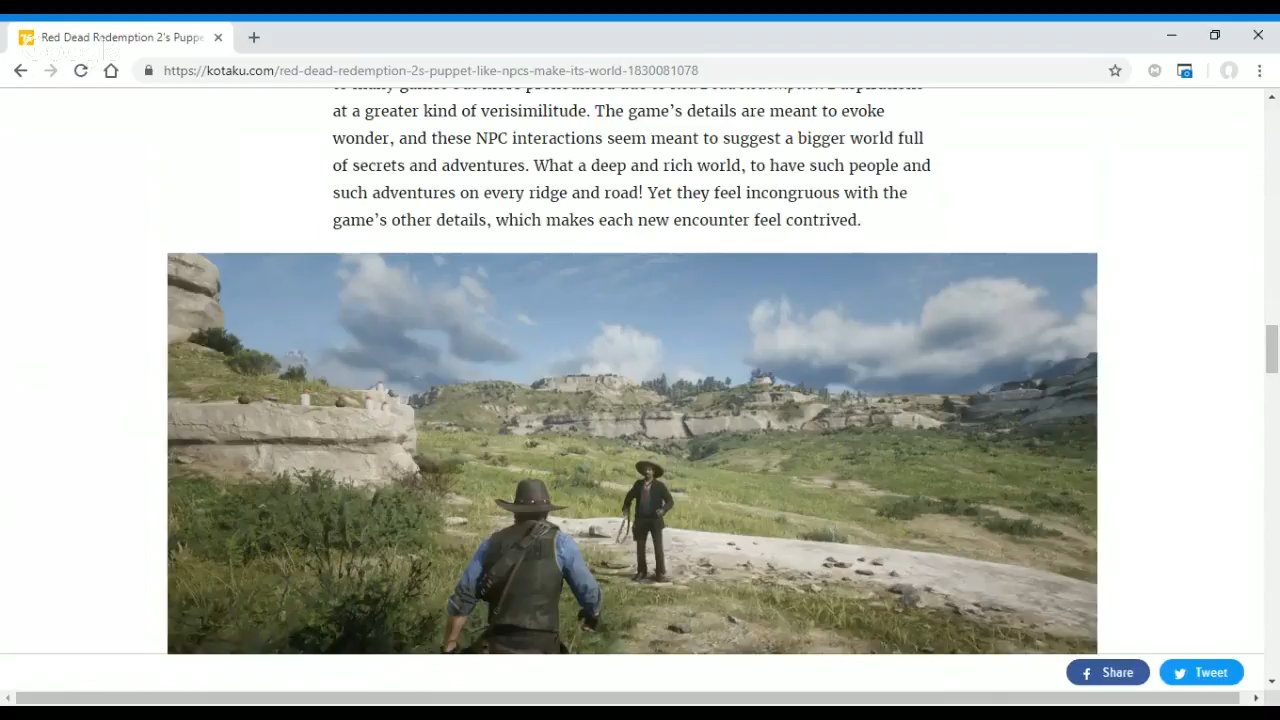 Red Dead Redemption 2's Puppe
https://kotaku.com/red-dead-redemption-2s-puppet-like-npcs-make-its-world-1830081078
at a greater kind of verisimilitude. The game’s details are meant to evoke
wonder, and these NPC interactions seem meant to suggest a bigger world full
of secrets and adventures. What a deep and rich world, to have such people and
such adventures on every ridge and road! Yet they feel incongruous with the
game’s other details, which makes each new encounter feel contrived.
Share
Tweet